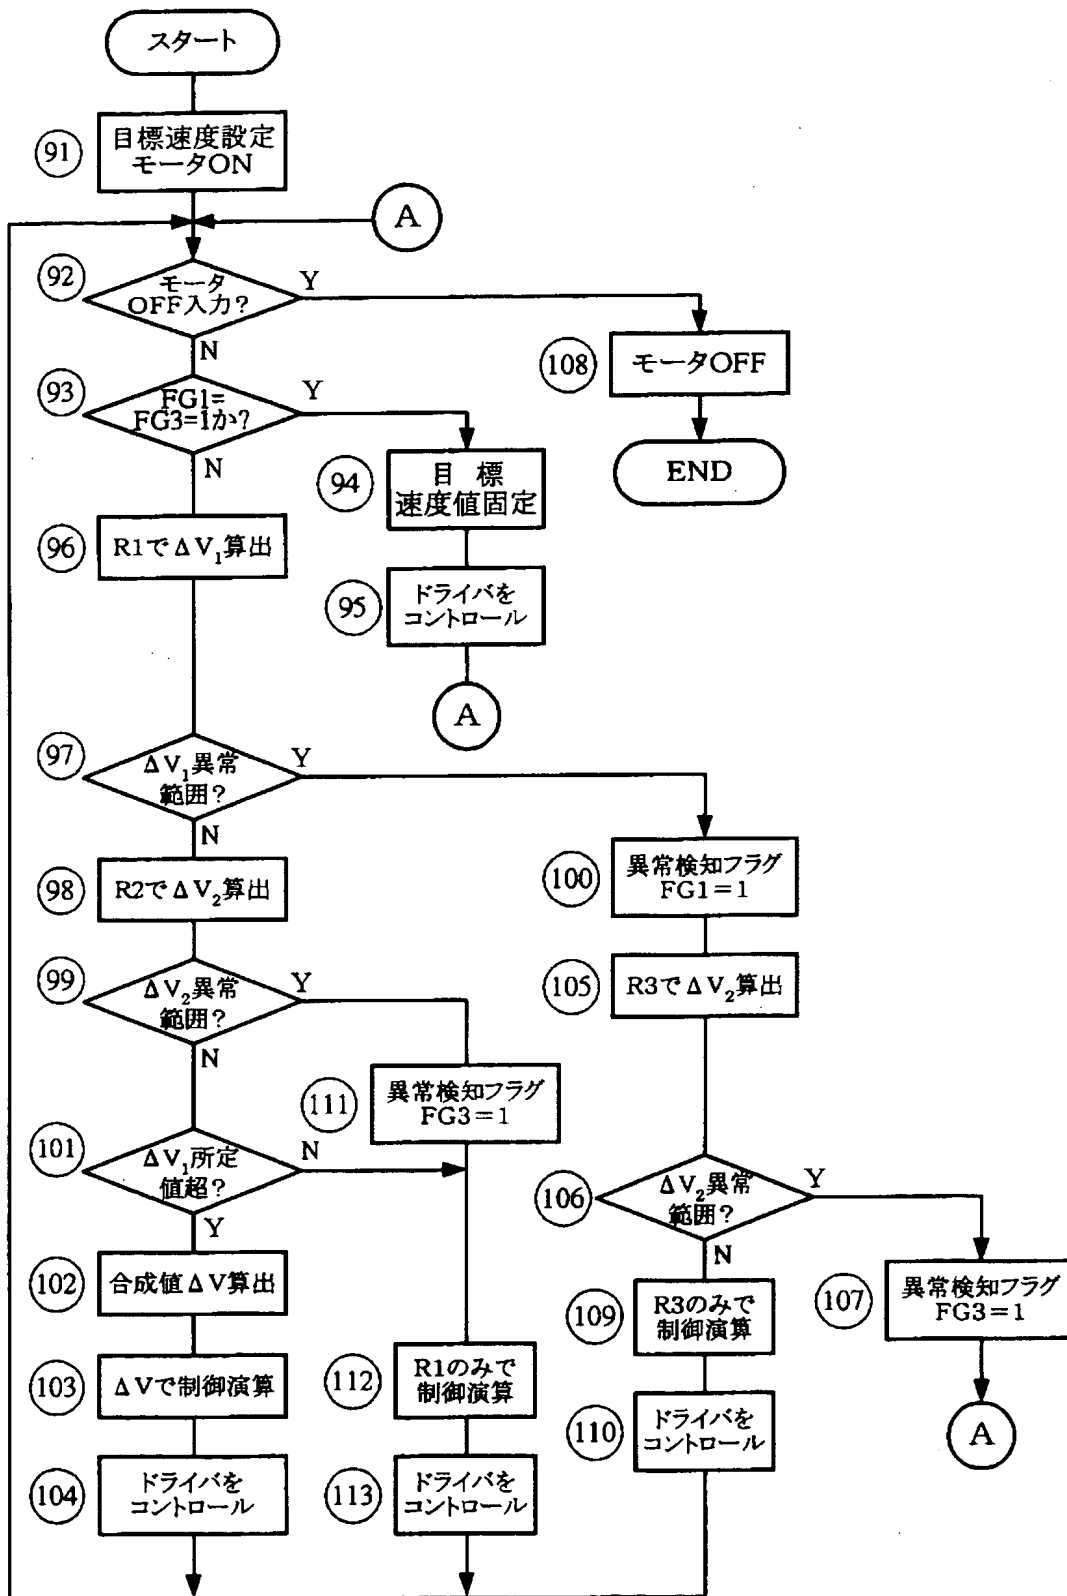 スタート
91
目標速度設定
モータON
A
92
モータ
OFF入力?
Y
N
108
モータOFF
END
93
FG1=
FG3=1か?
Y
N
94
目 標
速度値固定
95
ドライバを
コントロール
A
96
R1でΔV₁算出
97
ΔV₁異常
範囲?
Y
N
98
R2でΔV₂算出
100
異常検知フラグ
FG1=1
99
ΔV₂異常
範囲?
Y
N
105
R3でΔV₂算出
111
異常検知フラグ
FG3=1
101
ΔV₁所定
値超?
N
Y
106
ΔV₂異常
範囲?
Y
N
102
合成値ΔV算出
109
R3のみで
制御演算
107
異常検知フラグ
FG3=1
103
ΔVで制御演算
112
R1のみで
制御演算
110
ドライバを
コントロール
A
104
ドライバを
コントロール
113
ドライバを
コントロール